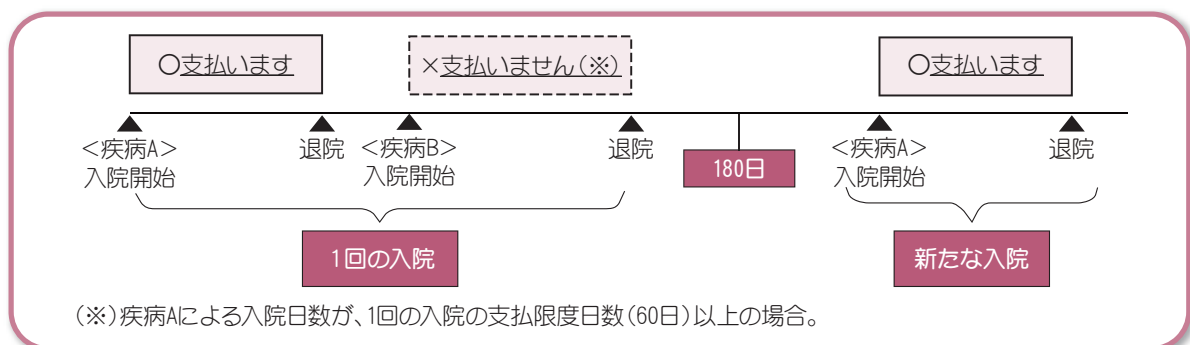 〇支払います
×支払いません(※)
〇支払います
<疾病A>
入院開始
退院
<疾病B>
入院開始
退院
180日
<疾病A>
入院開始
退院
1回の入院
新たな入院
(※)疾病Aによる入院日数が、1回の入院の支払限度日数(60日)以上の場合。